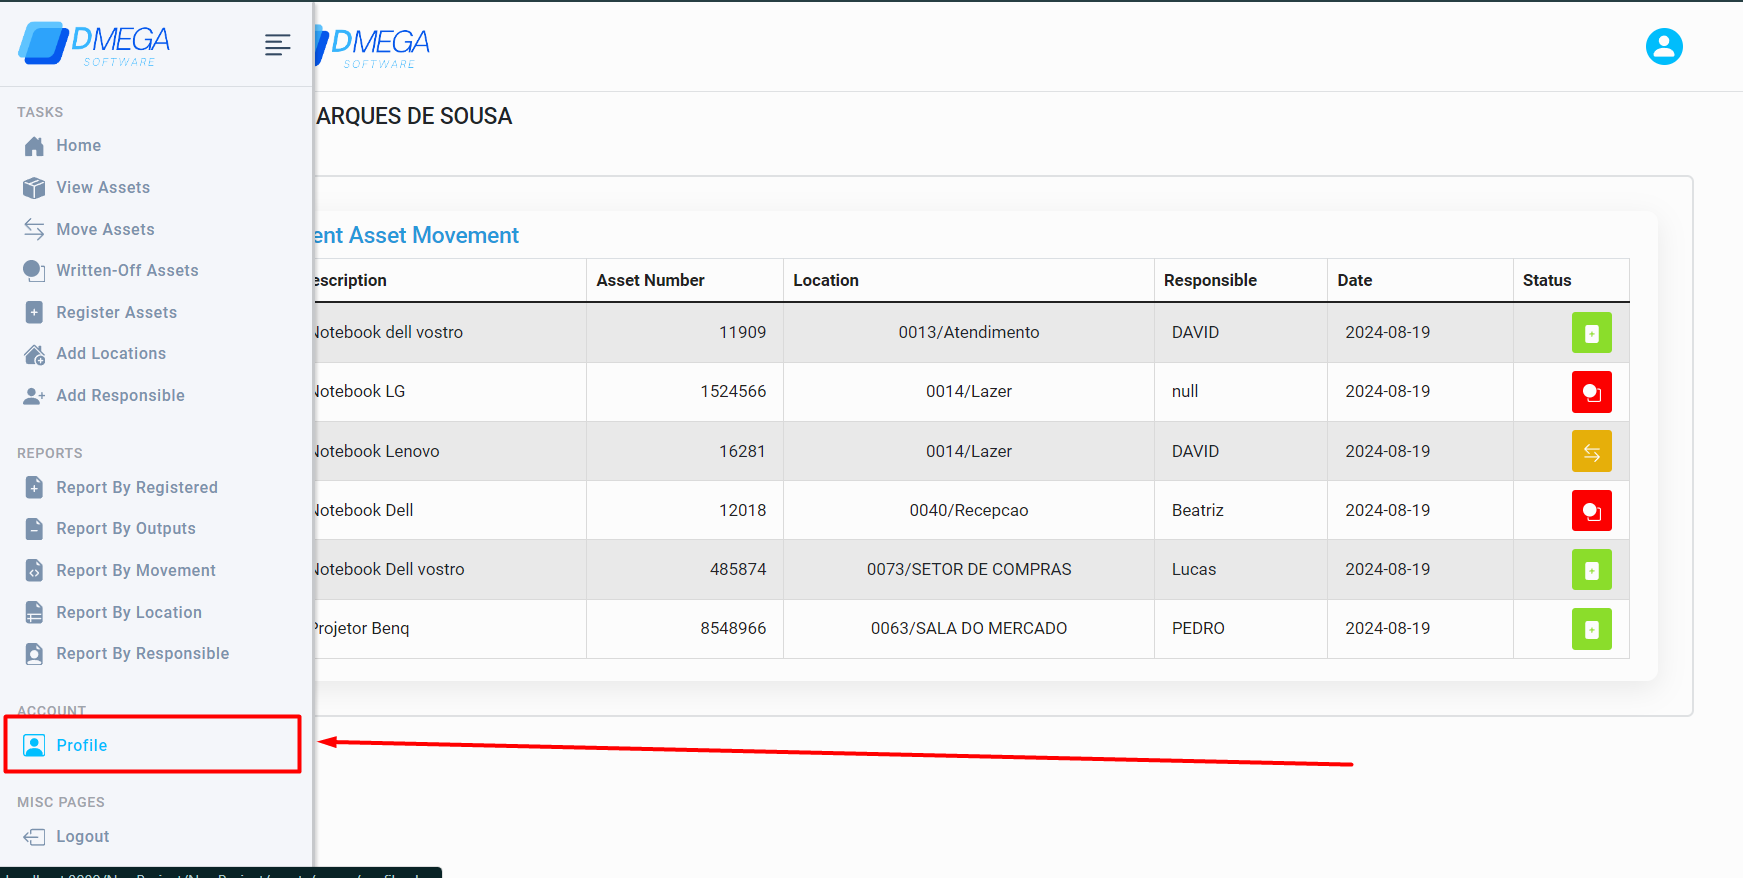 DMEGA
SOFTWARE
DMEGA
SOFTWARE
TASKS
Home
View Assets
Move Assets
Written-Off Assets
Register Assets
Add Locations
Add Responsible
REPORTS
Report By Registered
Report By Outputs
Report By Movement
Report By Location
Report By Responsible
ACCOUNT
Profile
MISC PAGES
Logout
ARQUES DE SOUSA
ent Asset Movement
escription Asset Number Location Responsible Date Status
Notebook dell vostro 11909 0013/Atendimento DAVID 2024-08-19
Notebook LG 1524566 0014/Lazer null 2024-08-19
Notebook Lenovo 16281 0014/Lazer DAVID 2024-08-19
Notebook Dell 12018 0040/Recepcao Beatriz 2024-08-19
Notebook Dell vostro 485874 0073/SETOR DE COMPRAS Lucas 2024-08-19
Projetor Benq 8548966 0063/SALA DO MERCADO PEDRO 2024-08-19